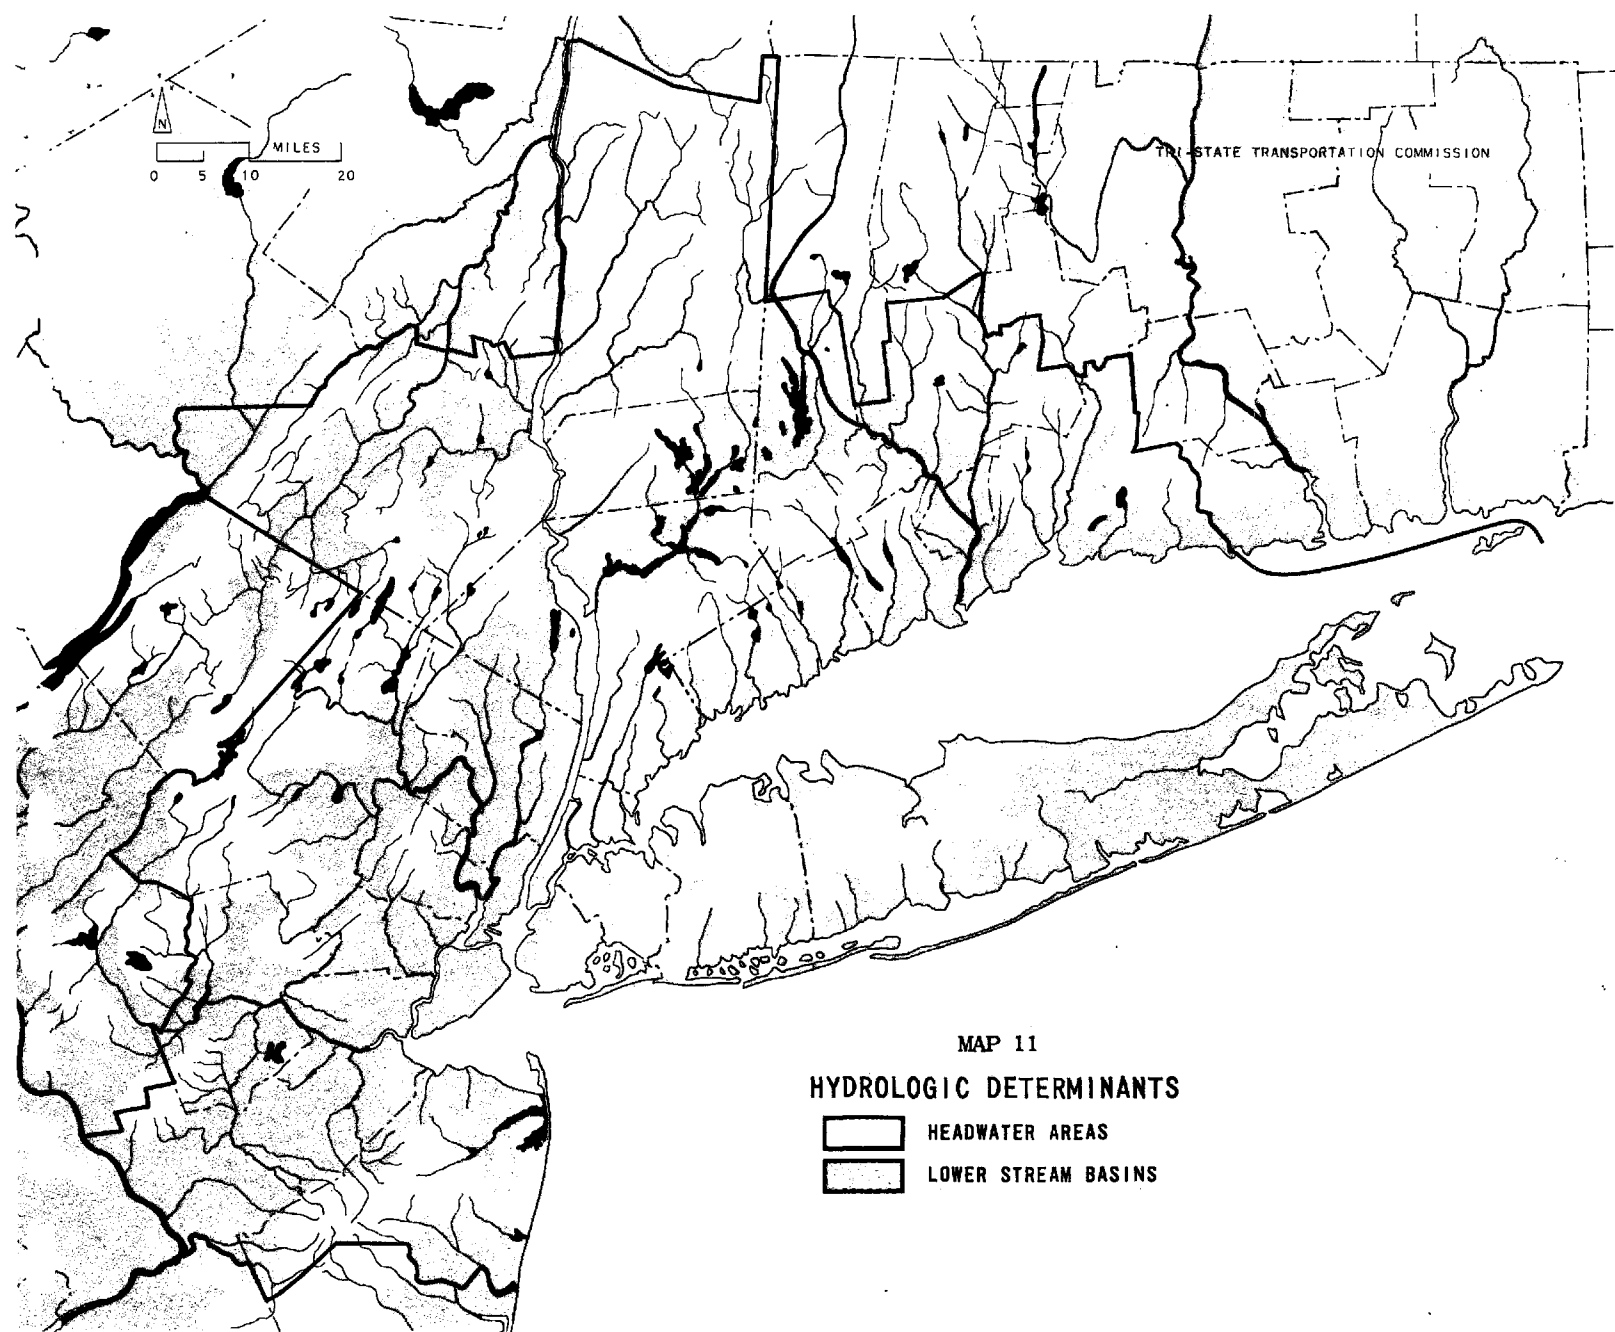 N
MILES
0 5 10 20
TRI-STATE TRANSPORTATION COMMISSION
MAP 11
HYDROLOGIC DETERMINANTS
HEADWATER AREAS
LOWER STREAM BASINS